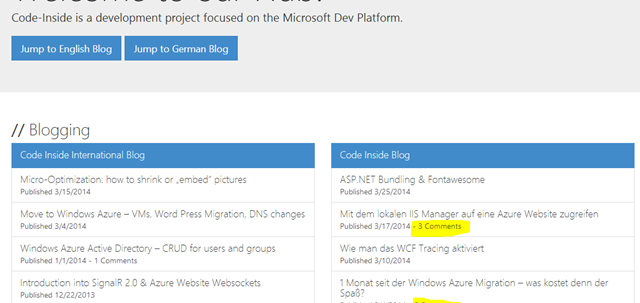 Code-Inside is a development project focused on the Microsoft Dev Platform.
Jump to English Blog
Jump to German Blog
// Blogging
Code Inside International Blog
Micro-Optimization: how to shrink or „embed“ pictures
Published 3/15/2014
Move to Windows Azure – VMs, Word Press Migration, DNS changes
Published 3/4/2014
Windows Azure Active Directory – CRUD for users and groups
Published 1/1/2014 - 1 Comments
Introduction into SignalR 2.0 & Azure Website Websockets
Published 12/22/2013
Code Inside Blog
ASP.NET Bundling & Fontawesome
Published 3/25/2014
Mit dem lokalen IIS Manager auf eine Azure Website zugreifen
Published 3/17/2014 - 3 Comments
Wie man das WCF Tracing aktiviert
Published 3/10/2014
1 Monat seit der Windows Azure Migration – was kostet denn der
Spaß?